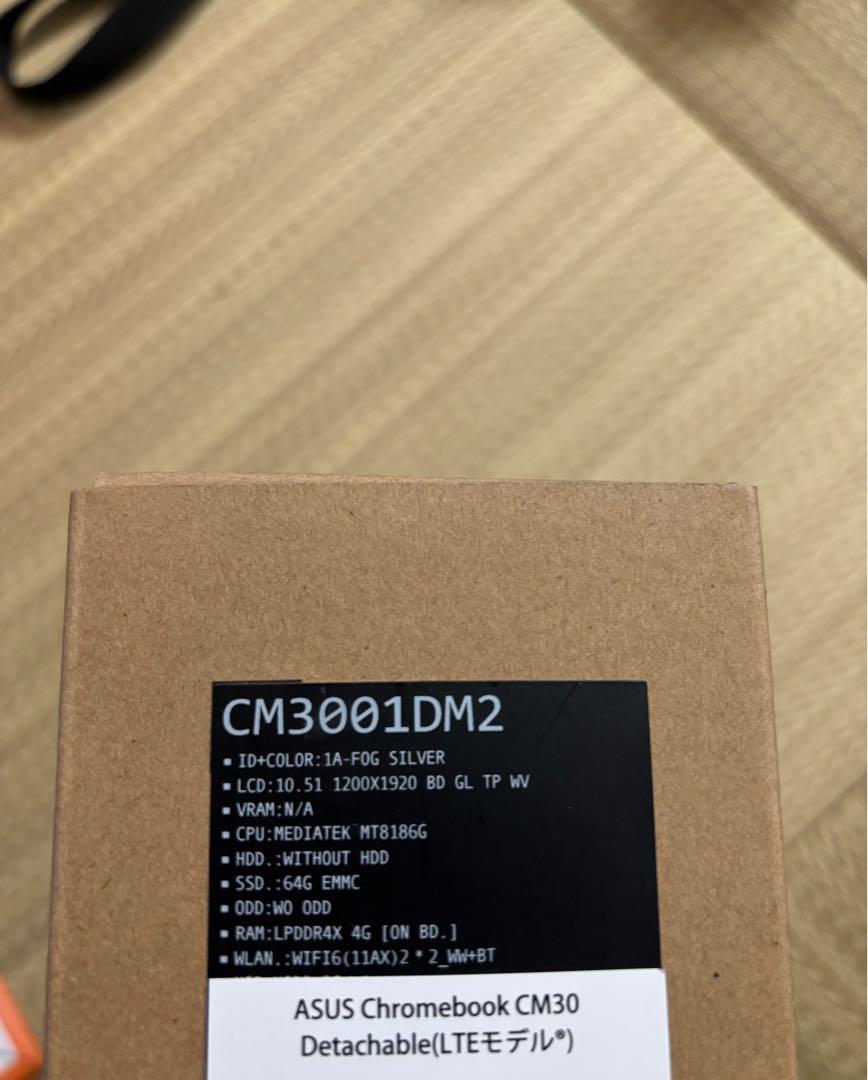 CM3001DM2
▪ ID+COLOR:1A-FOG SILVER
▪ LCD:10.51 1200X1920 BD GL TP WV
▪ VRAM:N/A
▪ CPU:MEDIATEK MT8186G
▪ HDD.:WITHOUT HDD
▪ SSD.:64G EMMC
▪ ODD:WO ODD
▪ RAM:LPDDR4X 4G [ON BD.]
▪ WLAN.:WIFI6(11AX)2*2_WW+BT
ASUS Chromebook CM30
Detachable(LTEモデル®)